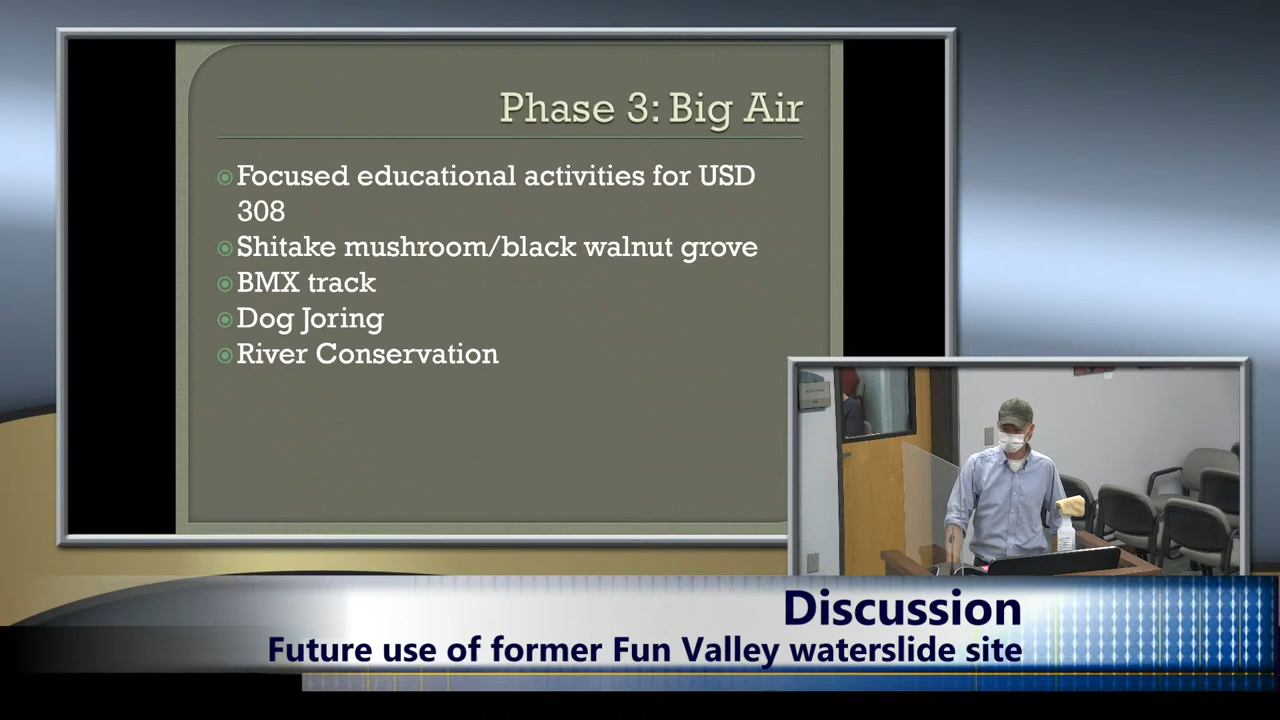 Phase 3: Big Air
Focused educational activities for USD
308
Shitake mushroom/black walnut grove
BMX track
Dog Joring
River Conservation
Discussion
Future use of former Fun Valley waterslide site